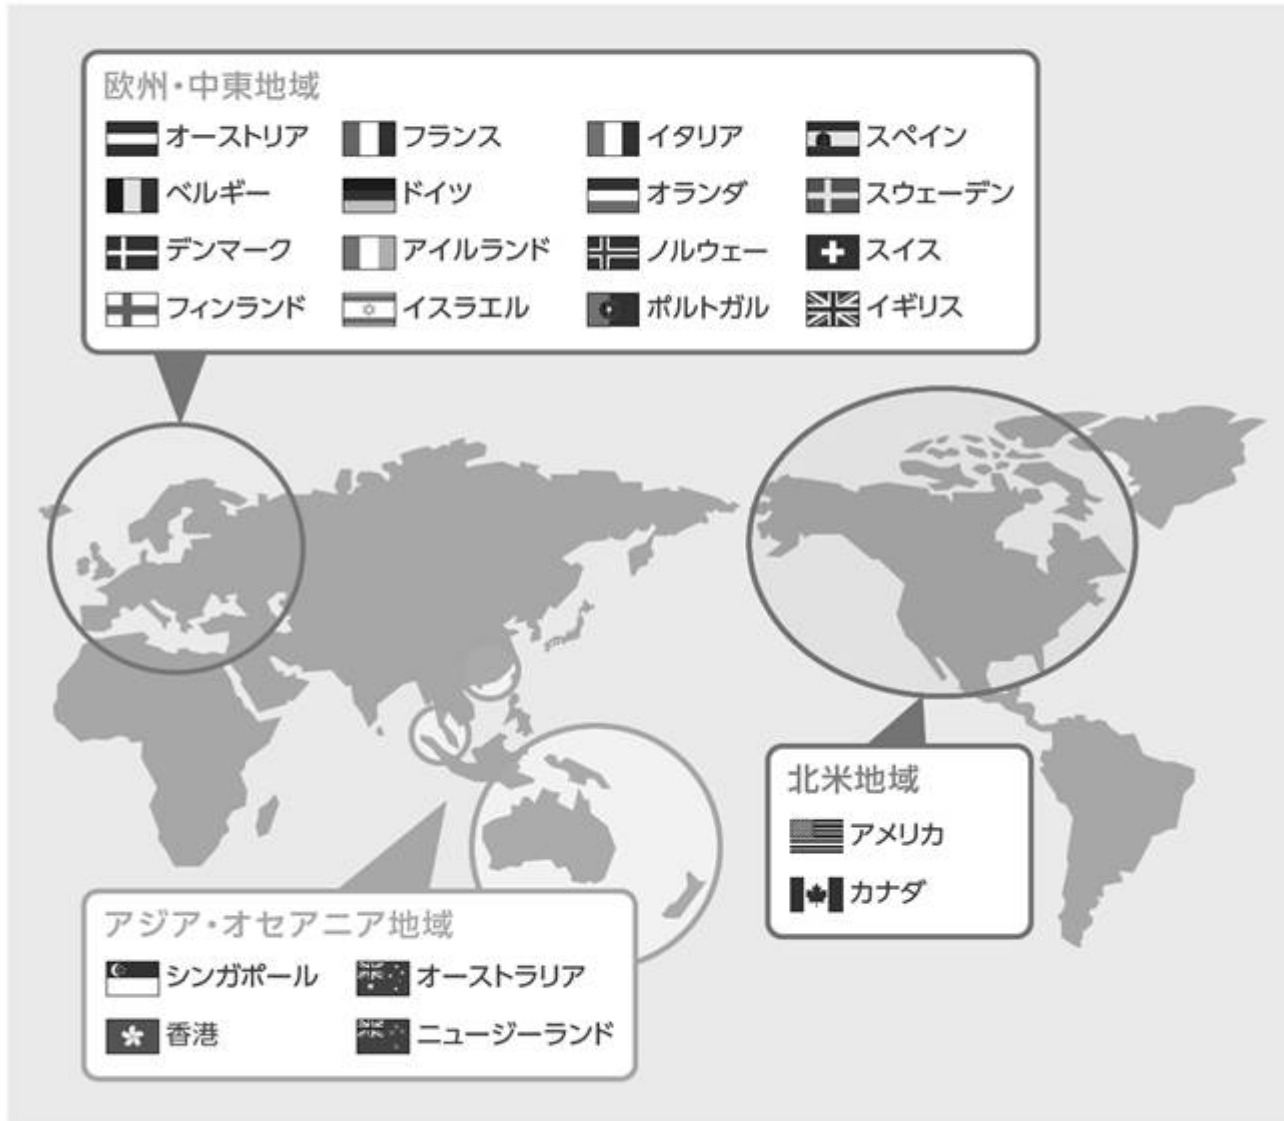 欧州・中東地域
オーストリア フランス イタリア スペイン
ベルギー ドイツ オランダ スウェーデン
デンマーク アイルランド ノルウェー スイス
フィンランド イスラエル ポルトガル イギリス
北米地域
アメリカ
カナダ
アジア・オセアニア地域
シンガポール オーストラリア
香港 ニュージーランド